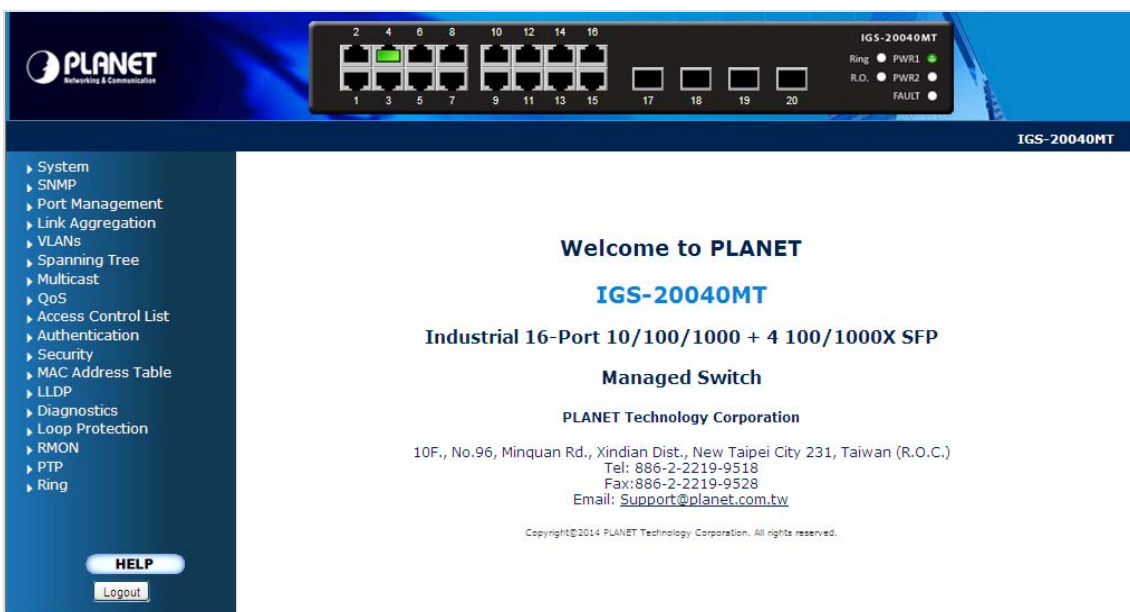 PLANET
Networking & Communication
2 4 6 8 10 12 14 16
1 3 5 7 9 11 13 15 17 18 19 20
IGS-20040MT
Ring PWR1
R.O. PWR2
FAULT
IGS-20040MT
System
SNMP
Port Management
Link Aggregation
VLANs
Spanning Tree
Multicast
QoS
Access Control List
Authentication
Security
MAC Address Table
LLDP
Diagnostics
Loop Protection
RMON
PTP
Ring
HELP
Logout
Welcome to PLANET
IGS-20040MT
Industrial 16-Port 10/100/1000 + 4 100/1000X SFP
Managed Switch
PLANET Technology Corporation
10F., No.96, Minquan Rd., Xindian Dist., New Taipei City 231, Taiwan (R.O.C.)
Tel: 886-2-2219-9518
Fax:886-2-2219-9528
Email: Support@planet.com.tw
Copyright©2014 PLANET Technology Corporation. All rights reserved.